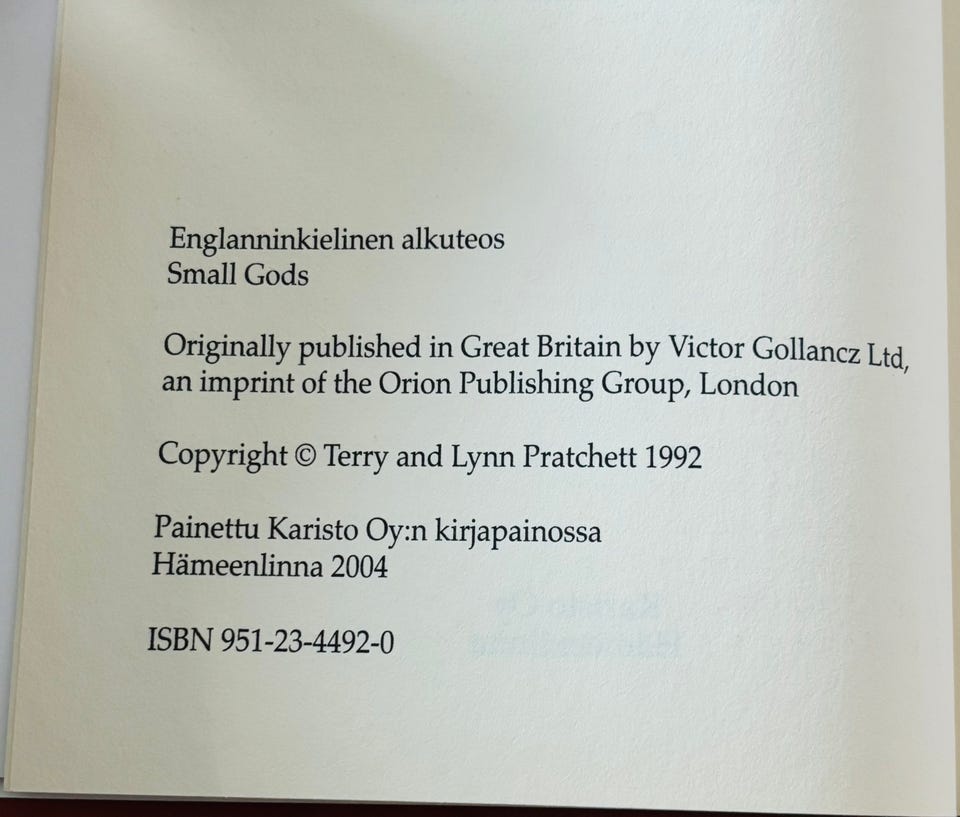 Englanninkielinen alkuteos
Small Gods
Originally published in Great Britain by Victor Gollancz Ltd,
an imprint of the Orion Publishing Group, London
Copyright © Terry and Lynn Pratchett 1992
Painettu Karisto Oy:n kirjapainossa
Hämeenlinna 2004
ISBN 951-23-4492-0